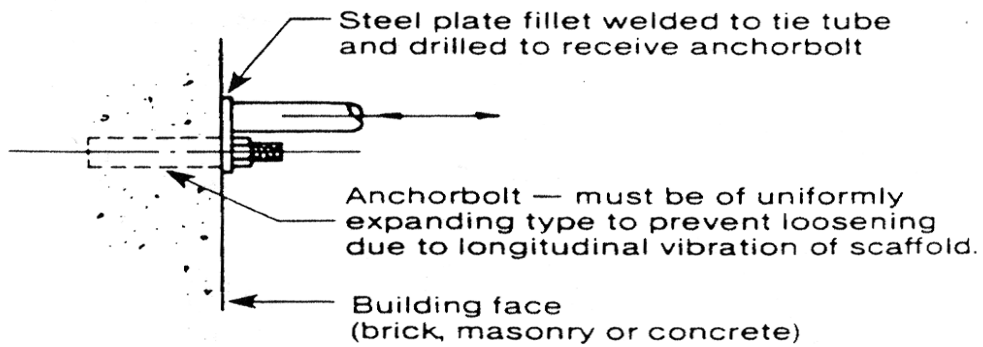 Steel plate fillet welded to tie tube
and drilled to receive anchorbolt
Anchorbolt — must be of uniformly
expanding type to prevent loosening
due to longitudinal vibration of scaffold.
Building face
(brick, masonry or concrete)